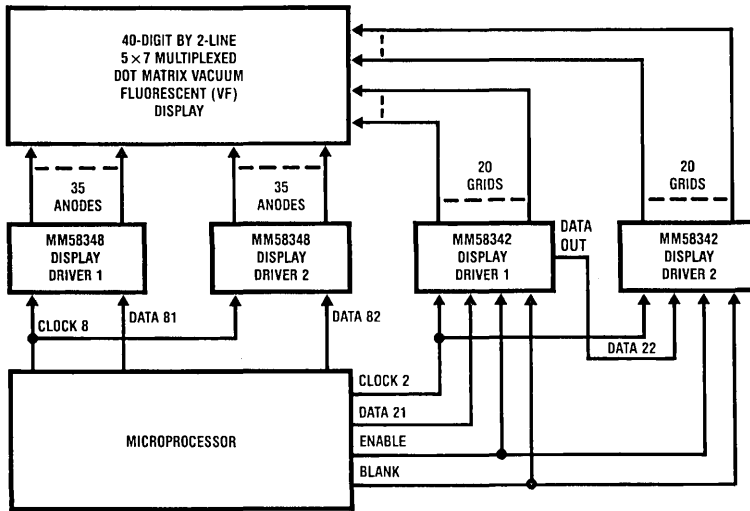 40-DIGIT BY 2-LINE
5 × 7 MULTIPLEXED
DOT MATRIX VACUUM
FLUORESCENT (VF)
DISPLAY
35
ANODES
35
ANODES
20
GRIDS
20
GRIDS
MM58348
DISPLAY
DRIVER 1
MM58348
DISPLAY
DRIVER 2
MM58342
DISPLAY
DRIVER 1
DATA
OUT
MM58342
DISPLAY
DRIVER 2
CLOCK 8
DATA 81
DATA 82
DATA 22
MICROPROCESSOR
CLOCK 2
DATA 21
ENABLE
BLANK